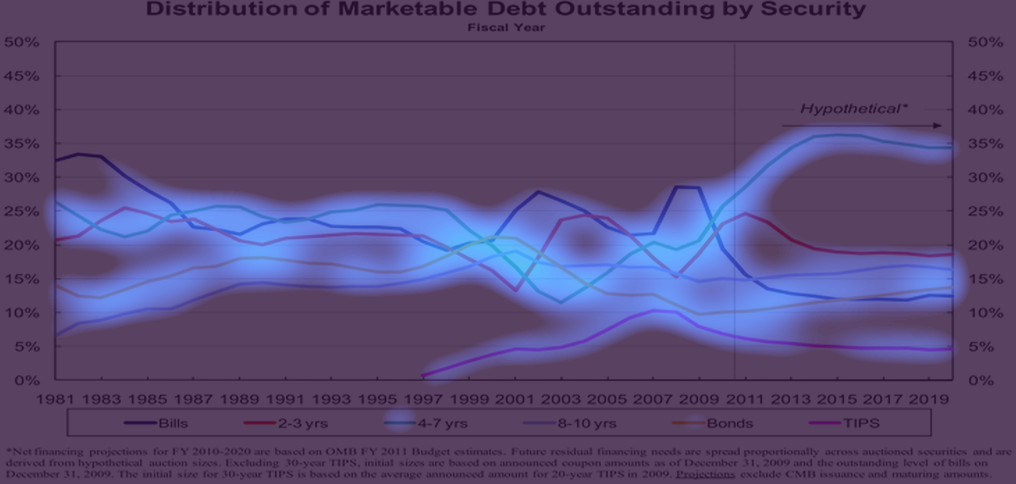 Distribution of Marketable Debt Outstanding by Security
Fiscal Year
50% 50%
45% 45%
40% Hypothetical* 40%
35% 35%
30% 30%
25% 25%
20% 20%
15% 15%
10% 10%
5% 5%
0% 0%
1981 1983 1985 1987 1989 1991 1993 1995 1997 1999 2001 2003 2005 2007 2009 2011 2013 2015 2017 2019
Bills 2-3 yrs 4-7 yrs 8-10 yrs Bonds TIPS
*Net financing projections for FY 2010-2020 are based on OMB FY 2011 Budget estimates. Future residual financing needs are spread proportionally across auctioned securities and are
derived from hypothetical auction sizes. Excluding 30-year TIPS, initial sizes are based on announced coupon amounts as of December 31, 2009 and the outstanding level of bills on
December 31, 2009. The initial size for 30-year TIPS is based on the average announced amount for 20-year TIPS in 2009. Projections exclude CMB issuance and maturing amounts.